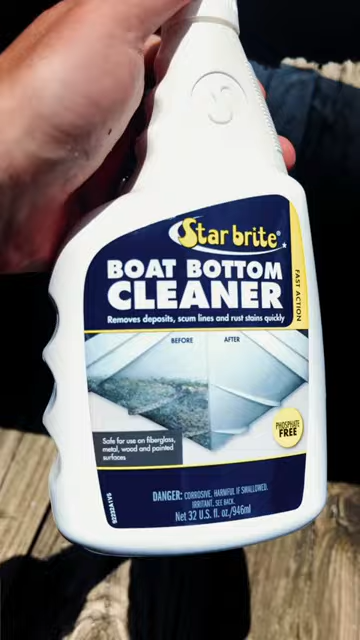 Star brite®
BOAT BOTTOM
CLEANER
FAST ACTION
Removes deposits, scum lines and rust stains quickly
BEFORE AFTER
PHOSPHATE
FREE
Safe for use on fiberglass,
metal, wood and painted
surfaces
DANGER: CORROSIVE. HARMFUL IF SWALLOWED.
IRRITANT. SEE BACK.
Net 32 U.S. fl. oz./946ml